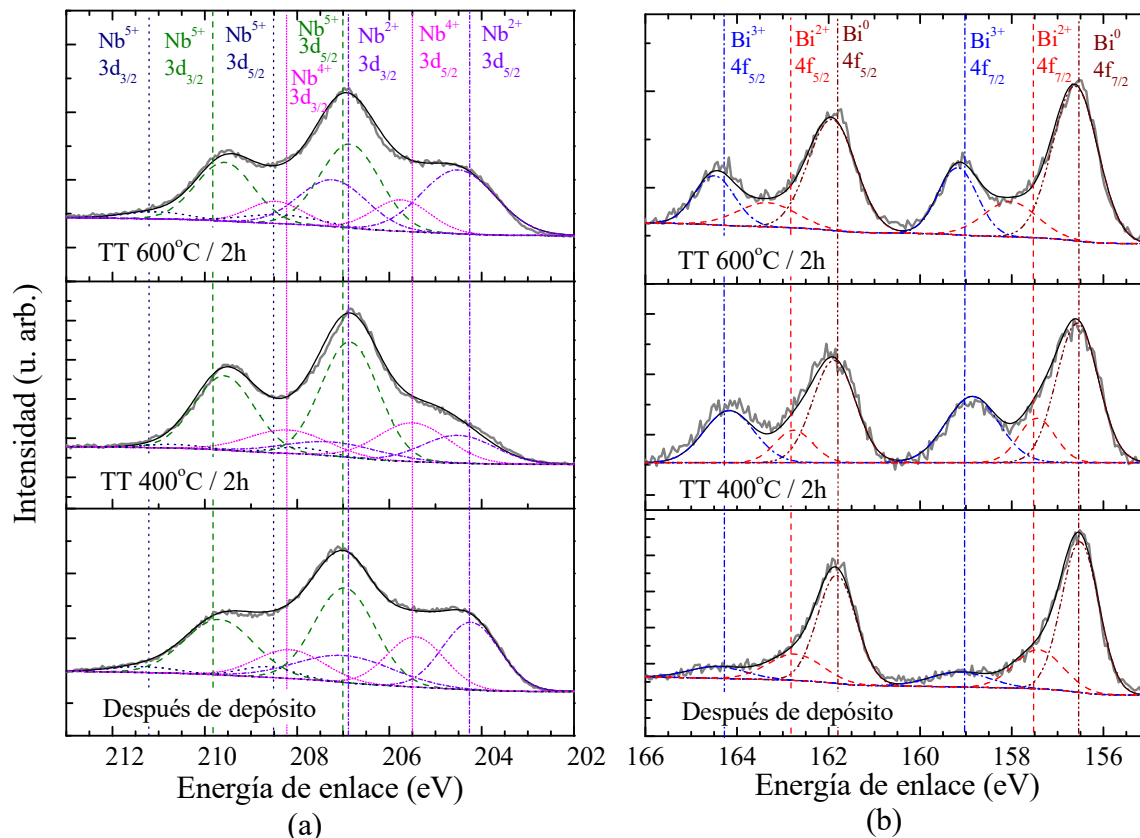 Intensidad (u. arb.)
Nb⁵⁺ 3d₃/₂
Nb⁵⁺ 3d₃/₂
Nb⁵⁺ 3d₅/₂
Nb⁵⁺ 3d₅/₂
Nb⁴⁺ 3d₃/₂
Nb²⁺ 3d₃/₂
Nb⁴⁺ 3d₅/₂
Nb²⁺ 3d₅/₂
TT 600°C / 2h
TT 400°C / 2h
Después de depósito
212 210 208 206 204 202
Energía de enlace (eV)
(a)
Bi³⁺ 4f₅/₂
Bi²⁺ 4f₅/₂
Bi⁰ 4f₅/₂
Bi³⁺ 4f₇/₂
Bi²⁺ 4f₇/₂
Bi⁰ 4f₇/₂
TT 600°C / 2h
TT 400°C / 2h
Después de depósito
166 164 162 160 158 156
Energía de enlace (eV)
(b)